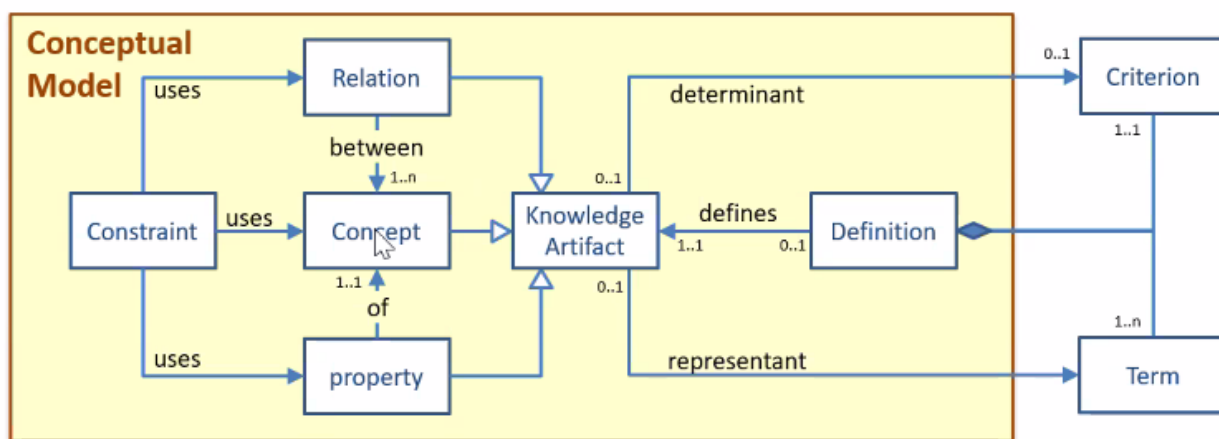 Conceptual
Model
uses
Relation
determinant
0..1
Criterion
1..1
between
1..n
0..1
Constraint
uses
Concept
Knowledge
Artifact
defines
1..1
0..1
Definition
1..1
of
0..1
1..n
uses
property
representant
Term